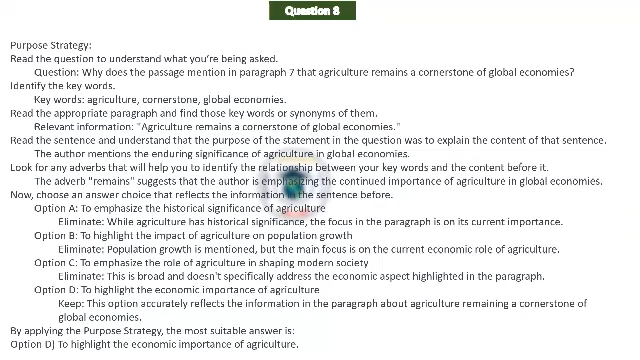 Question 8
Purpose Strategy:
Read the question to understand what you're being asked.
Question: Why does the passage mention in paragraph 7 that agriculture remains a cornerstone of global economies?
Identify the key words.
Key words: agriculture, cornerstone, global economies.
Read the appropriate paragraph and find those key words or synonyms of them.
Relevant information: "Agriculture remains a cornerstone of global economies."
Read the sentence and understand that the purpose of the statement in the question was to explain the content of that sentence.
The author mentions the enduring significance of agriculture in global economies.
Look for any adverbs that will help you to identify the relationship between your key words and the content before it.
The adverb "remains" suggests that the author is emphasizing the continued importance of agriculture in global economies.
Now, choose an answer choice that reflects the information in the sentence before.
Option A: To emphasize the historical significance of agriculture
Eliminate: While agriculture has historical significance, the focus in the paragraph is on its current importance.
Option B: To highlight the impact of agriculture on population growth
Eliminate: Population growth is mentioned, but the main focus is on the current economic role of agriculture.
Option C: To emphasize the role of agriculture in shaping modern society
Eliminate: This is broad and doesn't specifically address the economic aspect highlighted in the paragraph.
Option D: To highlight the economic importance of agriculture
Keep: This option accurately reflects the information in the paragraph about agriculture remaining a cornerstone of
global economies.
By applying the Purpose Strategy, the most suitable answer is:
Option D) To highlight the economic importance of agriculture.